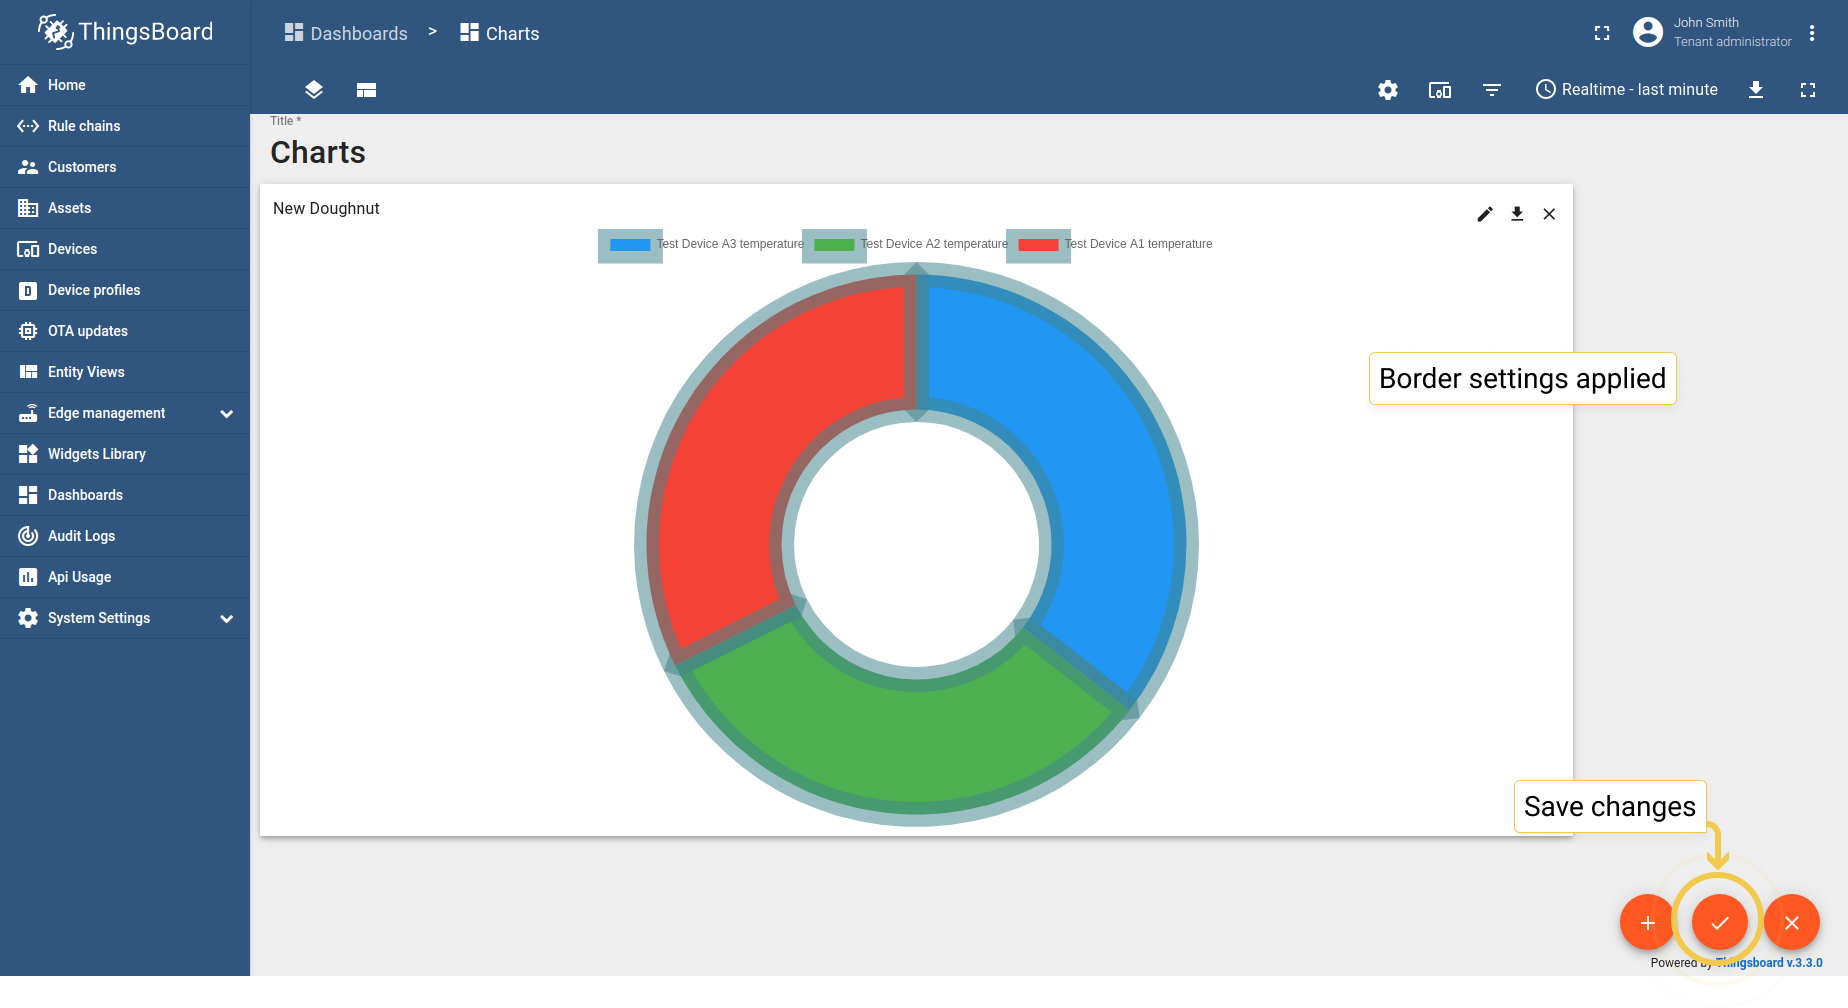 ThingsBoard
Dashboards > Charts
John Smith
Tenant administrator
Realtime - last minute
Home
Rule chains
Customers
Assets
Devices
Device profiles
OTA updates
Entity Views
Edge management
Widgets Library
Dashboards
Audit Logs
Api Usage
System Settings
Title *
Charts
New Doughnut
Test Device A3 temperature Test Device A2 temperature Test Device A1 temperature
Border settings applied
Save changes
Powered by Thingsboard v.3.3.0